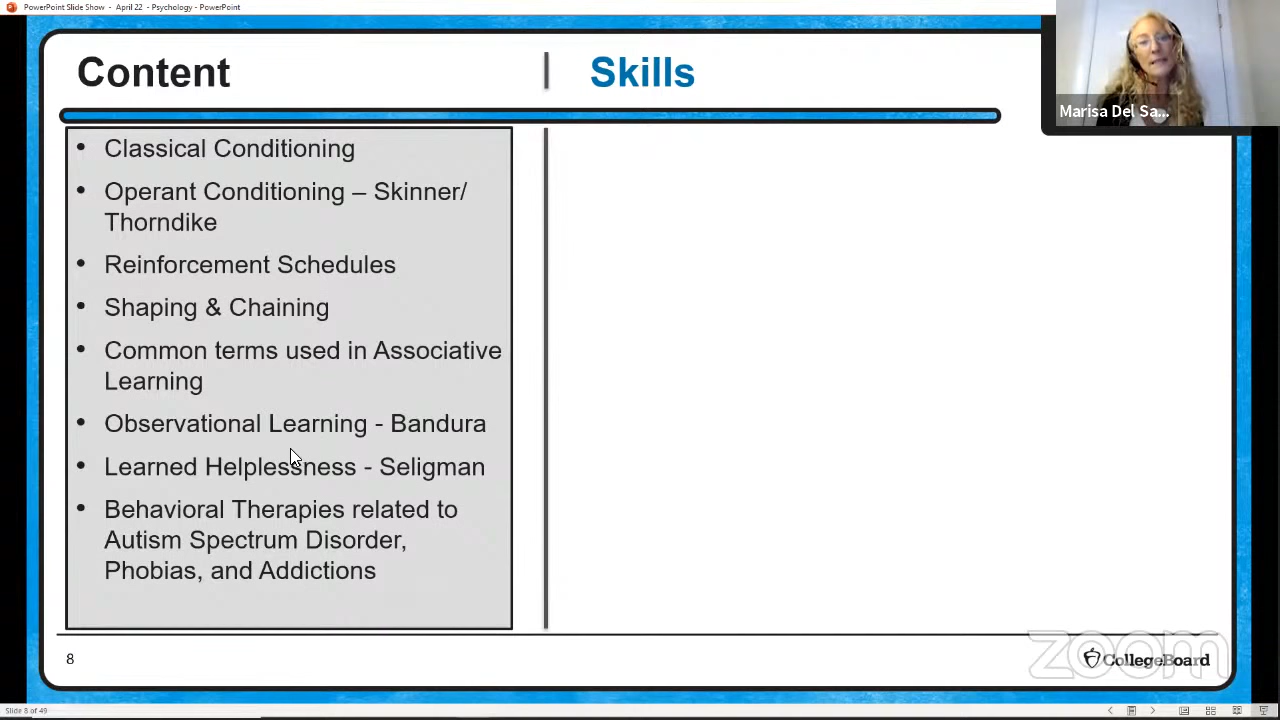 PowerPoint Slide Show - April 22 - Psychology - PowerPoint
Content
Skills
Marisa Del Sa...
• Classical Conditioning
• Operant Conditioning – Skinner/
Thorndike
• Reinforcement Schedules
• Shaping & Chaining
• Common terms used in Associative
Learning
• Observational Learning - Bandura
• Learned Helplessness - Seligman
• Behavioral Therapies related to
Autism Spectrum Disorder,
Phobias, and Addictions
8
zoom
CollegeBoard
Slide 8 of 49